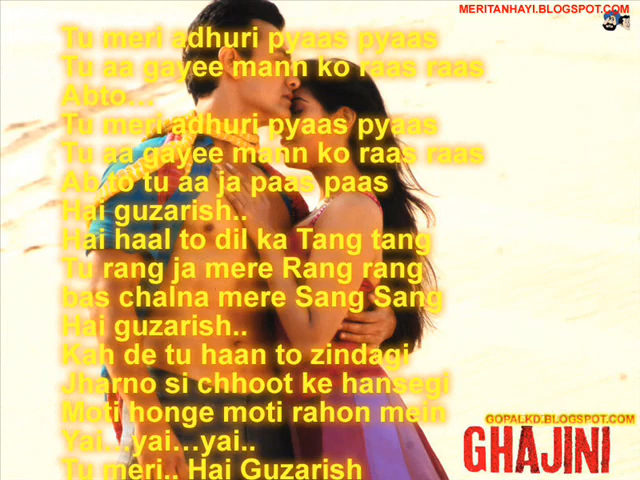 MERITANHAYI.BLOGSPOT.COM
Tu meri adhuri pyaas pyaas
Tu aa gayee mann ko raas raas
Abto...
Tu meri adhuri pyaas pyaas
Tu aa gayee mann ko raas raas
Ab to tu aa ja paas paas
Hai guzarish..
Hai haal to dil ka Tang tang
Tu rang ja mere Rang rang
bas chalna mere Sang Sang
Hai guzarish..
Kah de tu haan to zindagi
Jharno si chhoot ke hansegi
Moti honge moti rahon mein
Yai...yai...yai..
Tu meri.. Hai Guzarish
GOPALKD.BLOGSPOT.COM
GHAJINI